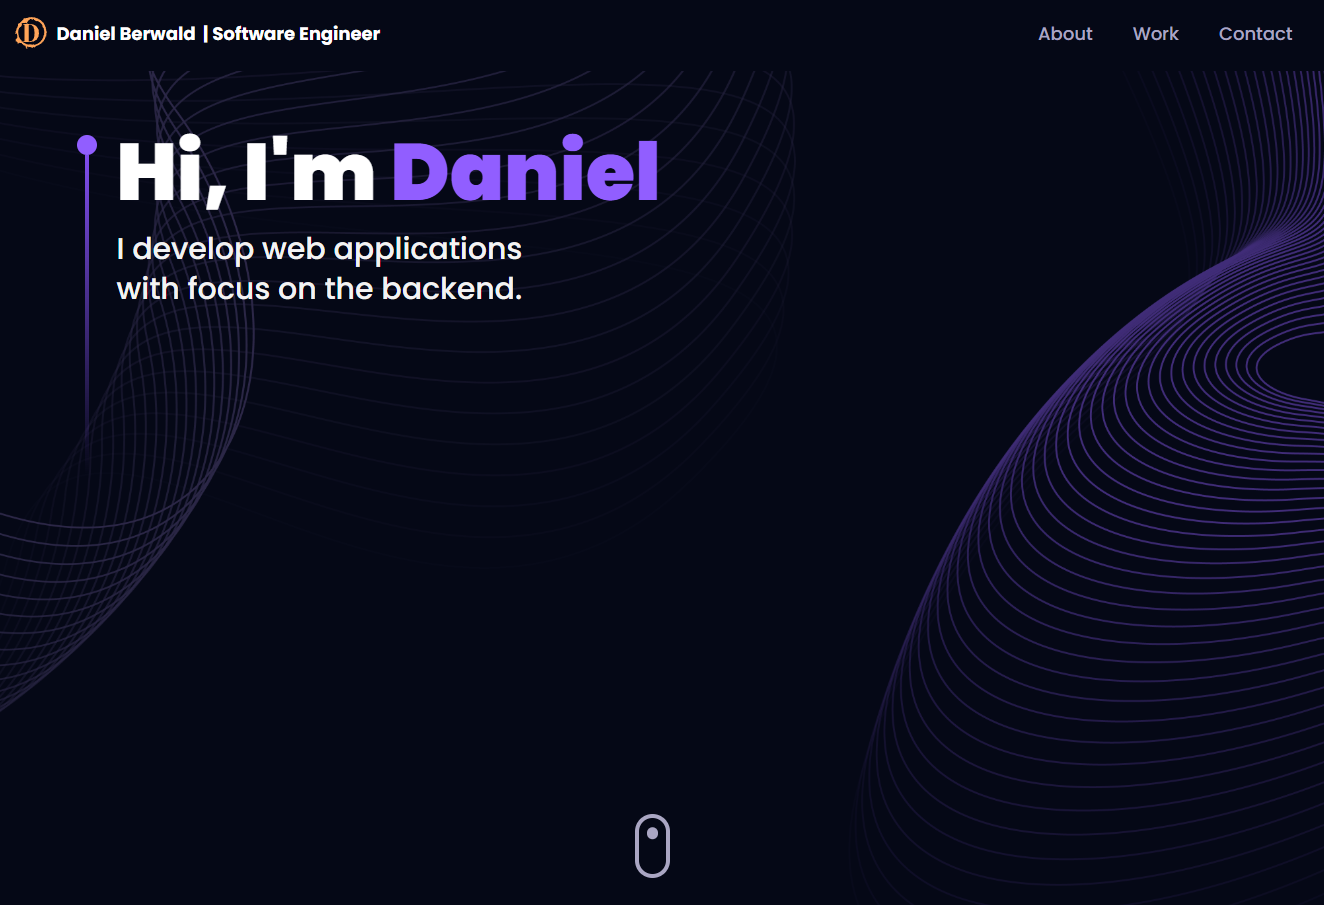 D Daniel Berwald | Software Engineer
About Work Contact
Hi, I'm Daniel
I develop web applications
with focus on the backend.